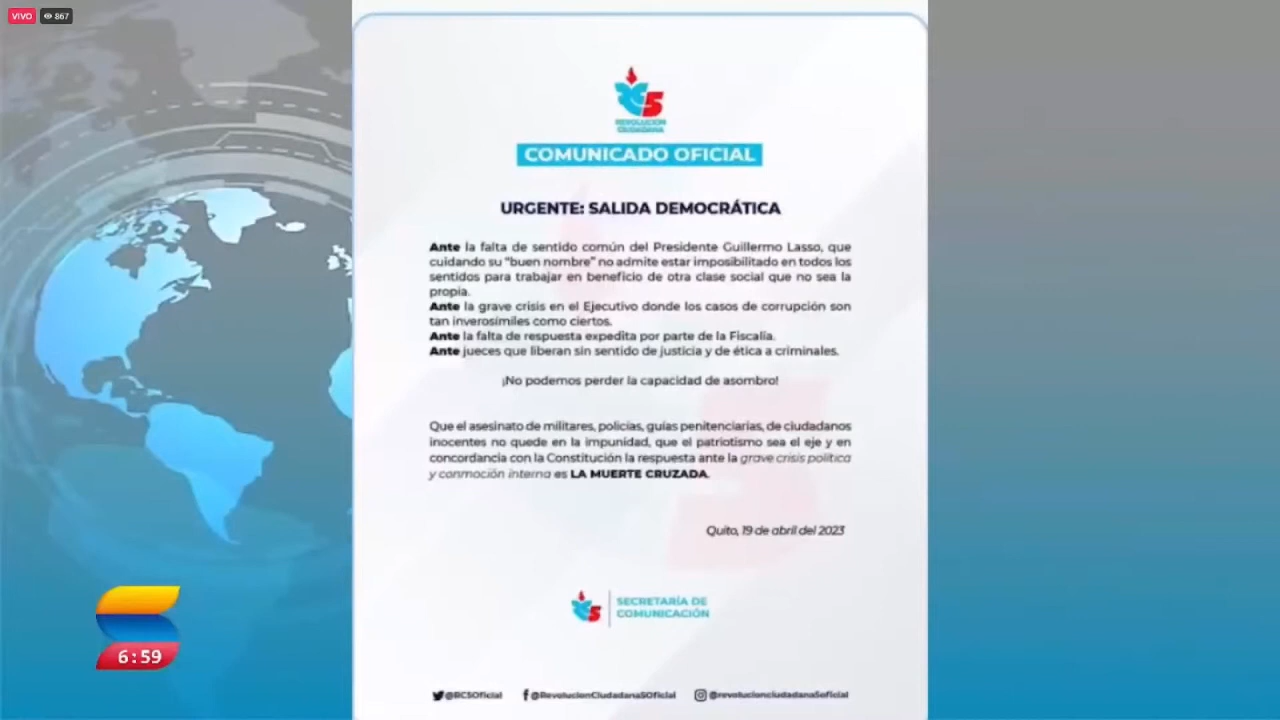 VIVO
867
5
REVOLUCIÓN
CIUDADANA
COMUNICADO OFICIAL
URGENTE: SALIDA DEMOCRÁTICA
Ante la falta de sentido común del Presidente Guillermo Lasso, que
cuidando su "buen nombre" no admite estar imposibilitado en todos los
sentidos para trabajar en beneficio de otra clase social que no sea la
propia.
Ante la grave crisis en el Ejecutivo donde los casos de corrupción son
tan inverosímiles como ciertos.
Ante la falta de respuesta expedita por parte de la Fiscalía.
Ante jueces que liberan sin sentido de justicia y de ética a criminales.
¡No podemos perder la capacidad de asombro!
Que el asesinato de militares, policías, guías penitenciarias, de ciudadanos
inocentes no quede en la impunidad, que el patriotismo sea el eje y en
concordancia con la Constitución la respuesta ante la grave crisis política
y conmoción interna es LA MUERTE CRUZADA.
Quito, 19 de abril del 2023
5
SECRETARÍA DE
COMUNICACIÓN
@RC5Oficial
@RevolucionCiudadana5Oficial
@revolucionciudadana5oficial
6:59